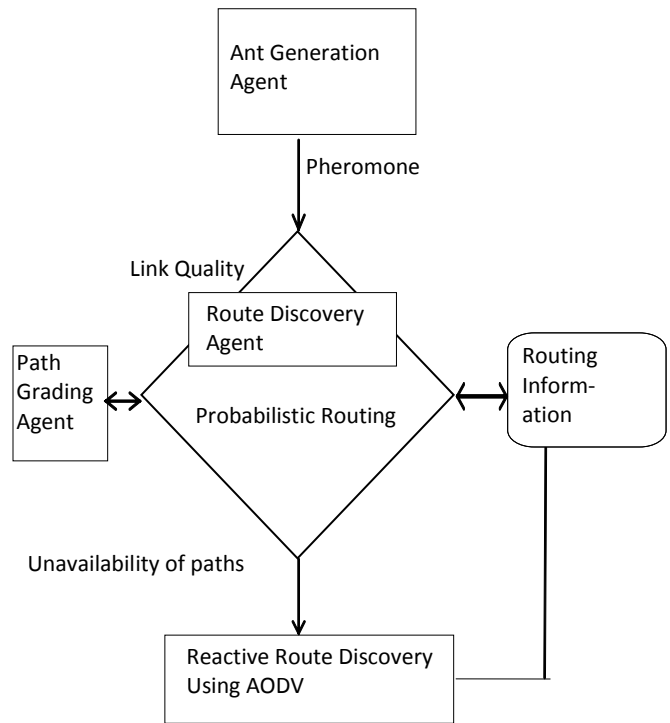 Ant Generation
Agent
Pheromone
Link Quality
Route Discovery
Agent
Path
Grading
Agent
Probabilistic Routing
Routing
Inform-
ation
Unavailability of paths
Reactive Route Discovery
Using AODV